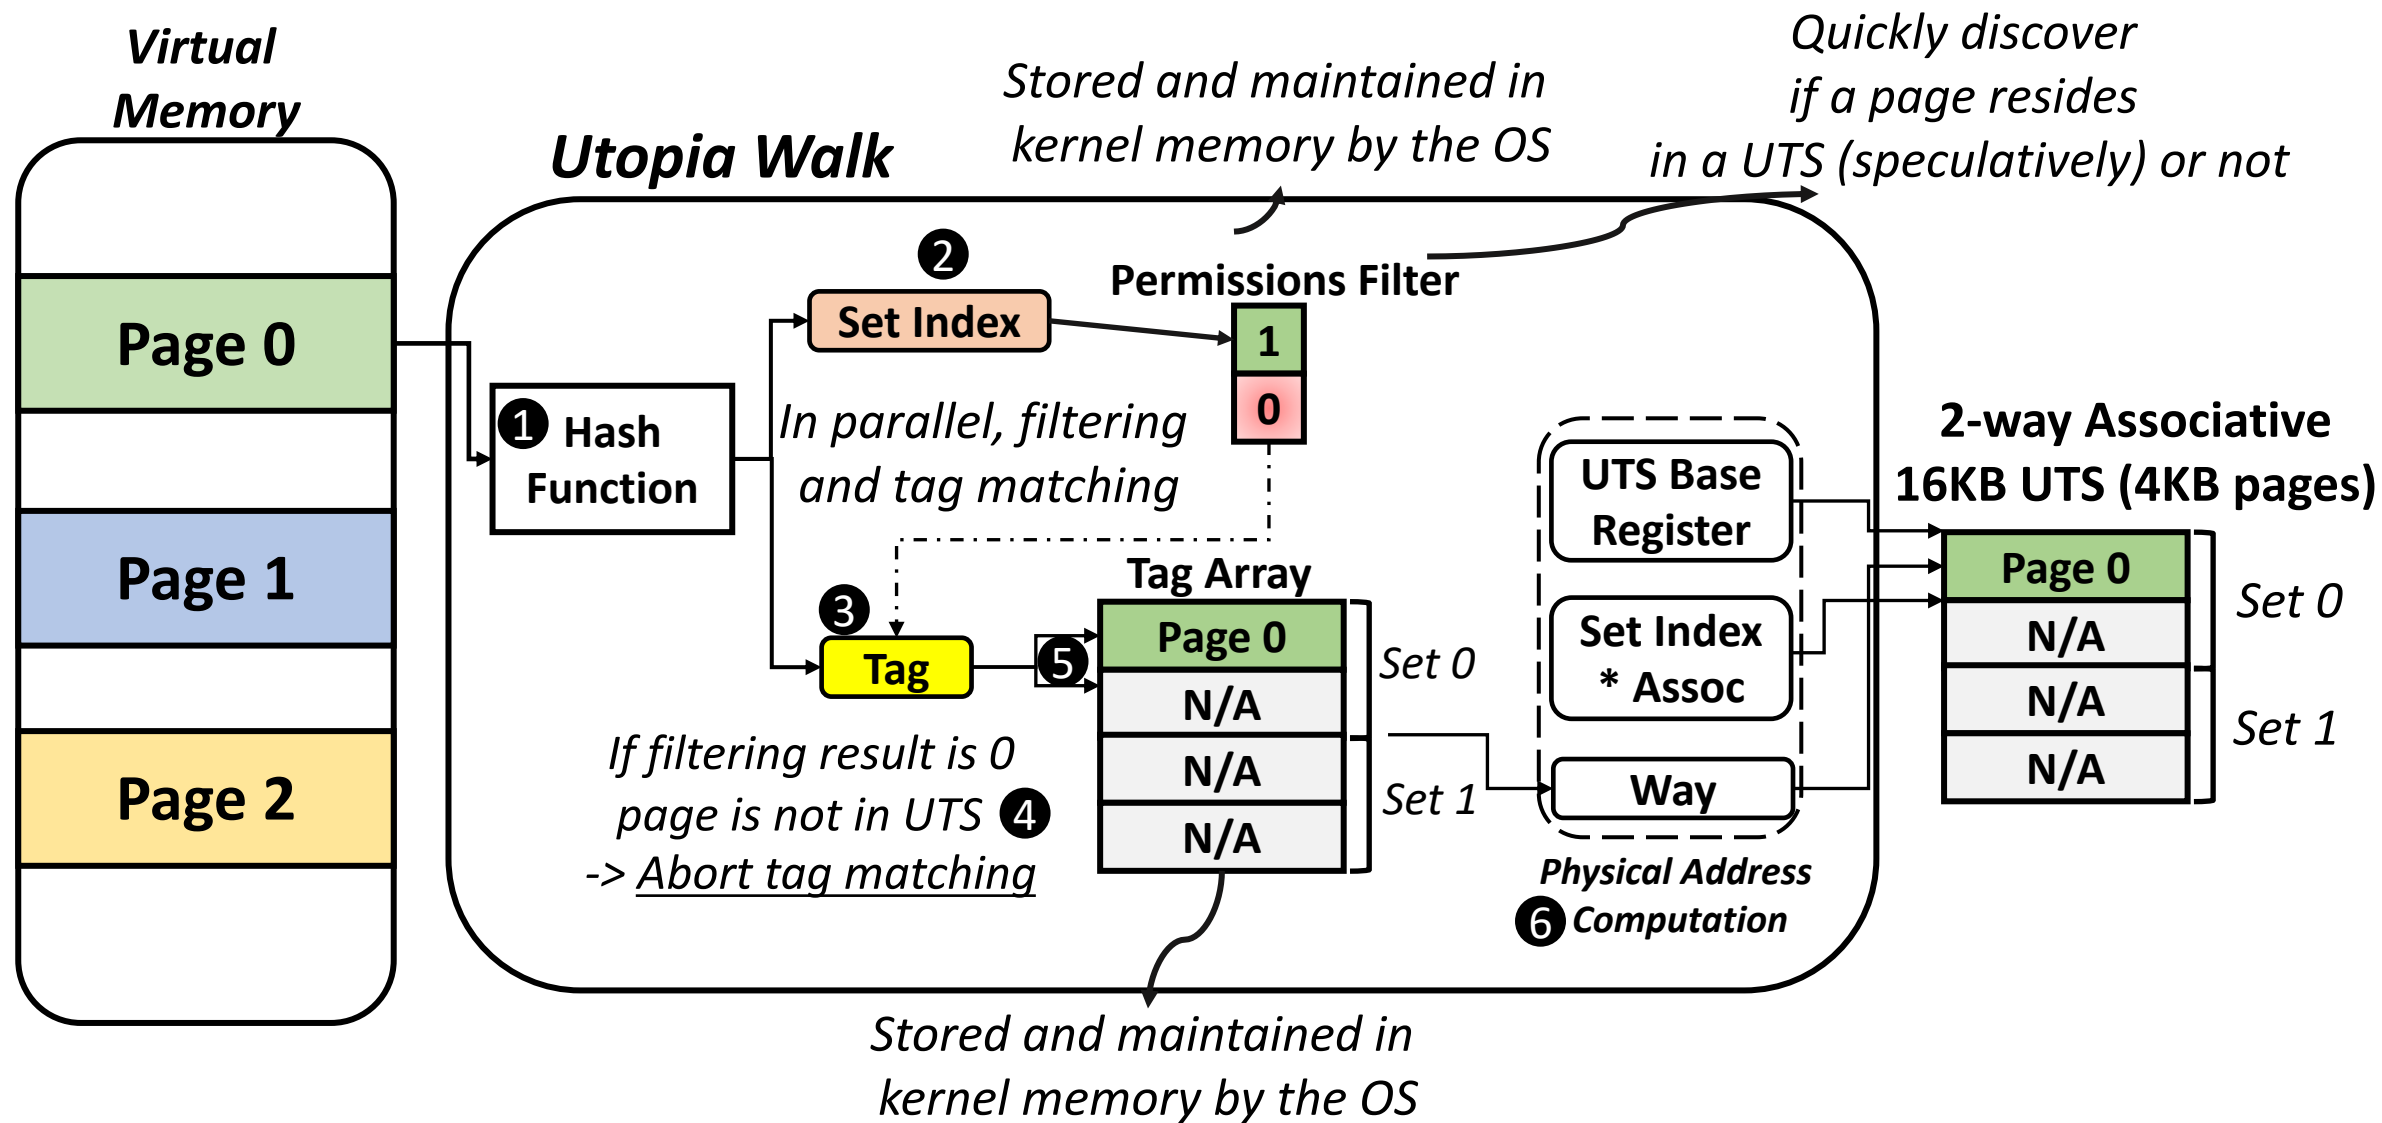 Virtual
Memory
Page 0
Page 1
Page 2
Utopia Walk
Stored and maintained in
kernel memory by the OS
Quickly discover
if a page resides
in a UTS (speculatively) or not
1
Hash
Function
2
Set Index
Permissions Filter
1
0
In parallel, filtering
and tag matching
3
Tag
5
Tag Array
Page 0
N/A
N/A
N/A
Set 0
Set 1
If filtering result is 0
page is not in UTS 4
-> Abort tag matching
UTS Base
Register
Set Index
* Assoc
Way
Physical Address
6 Computation
2-way Associative
16KB UTS (4KB pages)
Page 0
N/A
N/A
N/A
Set 0
Set 1
Stored and maintained in
kernel memory by the OS